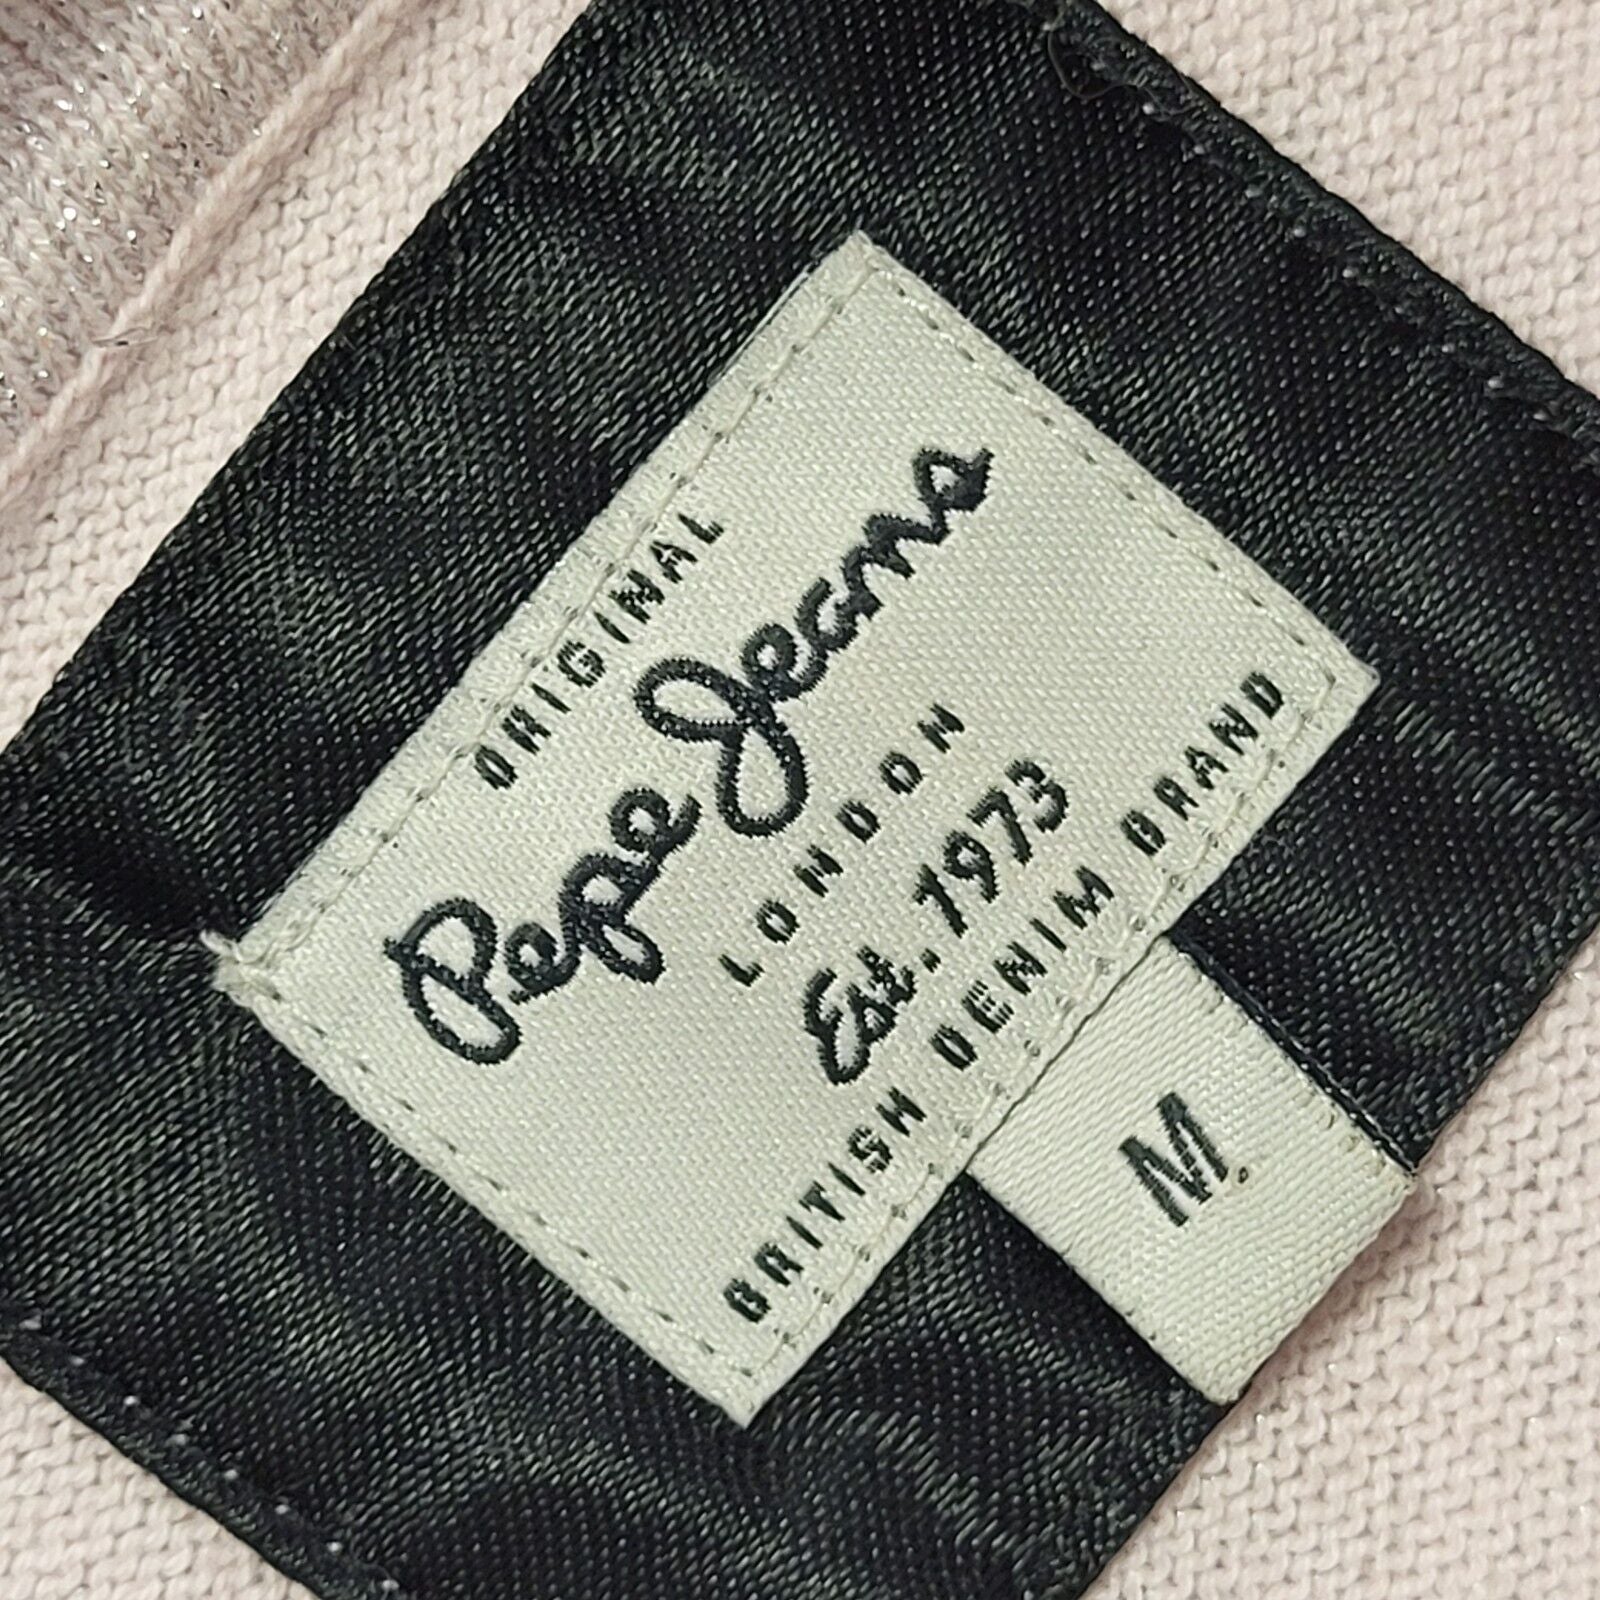 ORIGINAL
Pepe Jeans
LONDON
Est. 1973
BRITISH DENIM BRAND
M